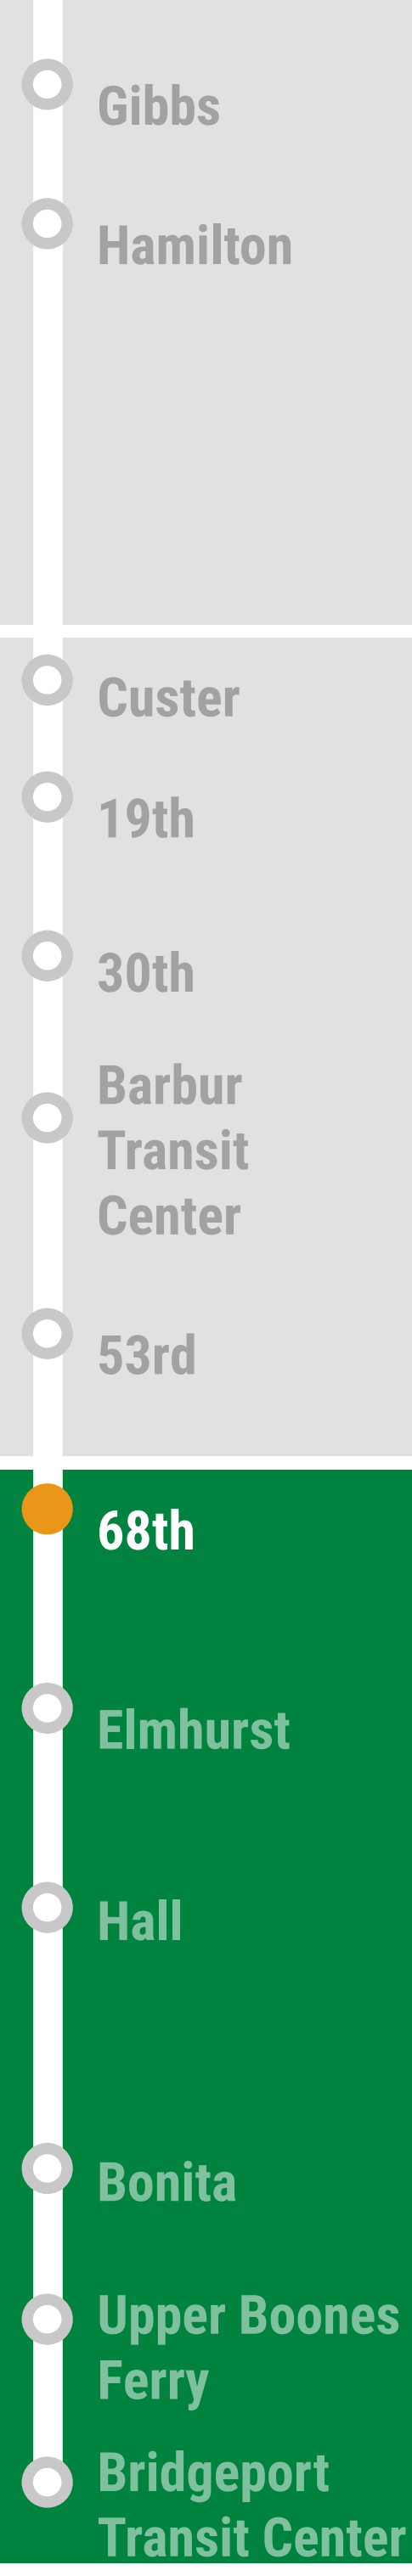 Gibbs
Hamilton
Custer
19th
30th
Barbur
Transit
Center
53rd
68th
Elmhurst
Hall
Bonita
Upper Boones
Ferry
Bridgeport
Transit Center